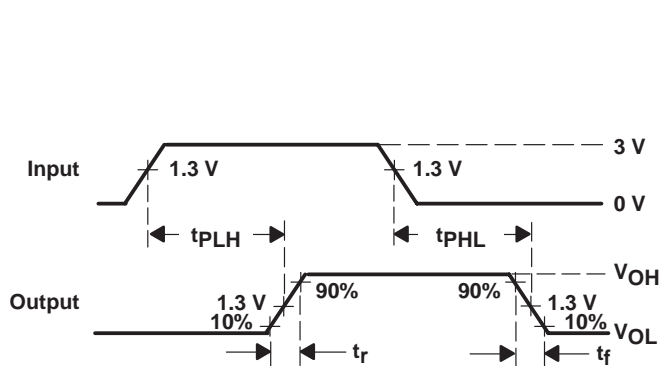 3 V
Input
1.3 V
1.3 V
0 V
tPLH
tPHL
VOH
90%
90%
Output
1.3 V
1.3 V
10%
10%
VOL
tr
tf